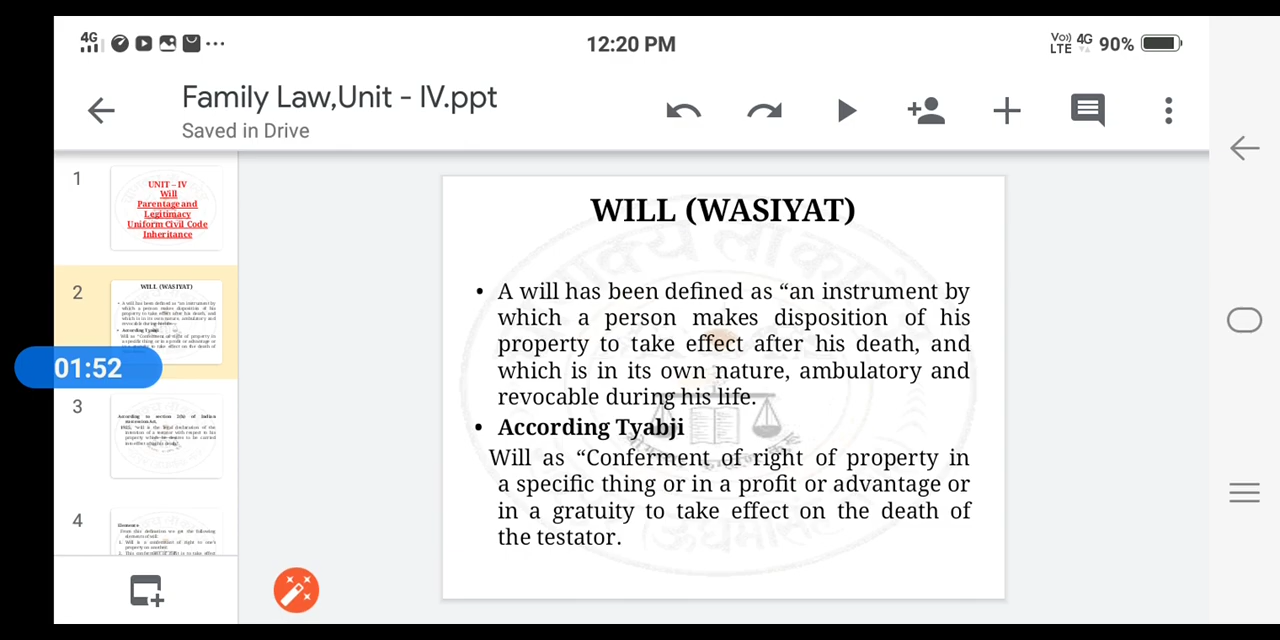 4G
12:20 PM
Vo)) LTE 4G 90%
Family Law,Unit - IV.ppt
Saved in Drive
1
UNIT – IV
Will
Parentage and
Legitimacy
Uniform Civil Code
Inheritance
2
WILL (WASIYAT)
01:52
3
4
WILL (WASIYAT)
• A will has been defined as “an instrument by
which a person makes disposition of his
property to take effect after his death, and
which is in its own nature, ambulatory and
revocable during his life.
• According Tyabji
Will as “Conferment of right of property in
a specific thing or in a profit or advantage or
in a gratuity to take effect on the death of
the testator.